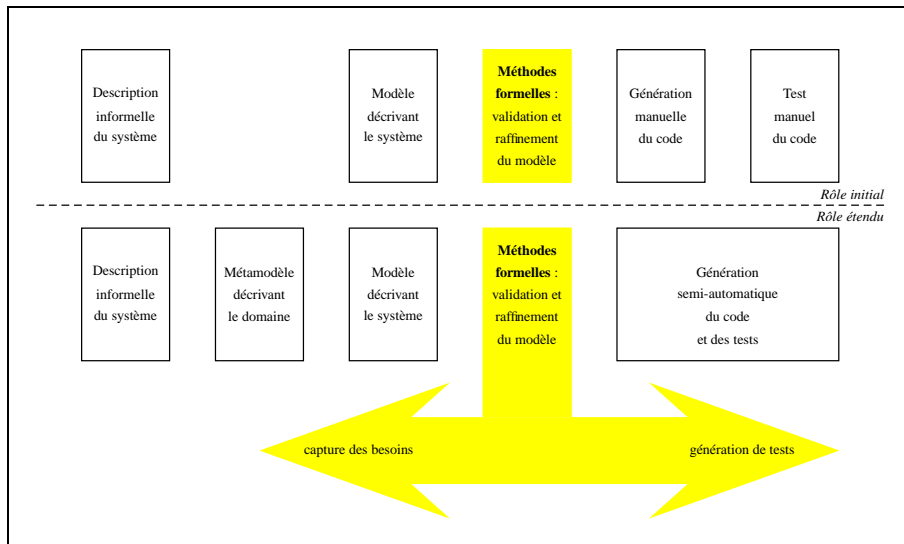 Description
informelle
du système
Modèle
décrivant
le système
Méthodes
formelles :
validation et
raffinement
du modèle
Génération
manuelle
du code
Test
manuel
du code
Rôle initial
Rôle étendu
Description
informelle
du système
Métamodèle
décrivant
le domaine
Modèle
décrivant
le système
Méthodes
formelles :
validation et
raffinement
du modèle
Génération
semi-automatique
du code
et des tests
capture des besoins
génération de tests